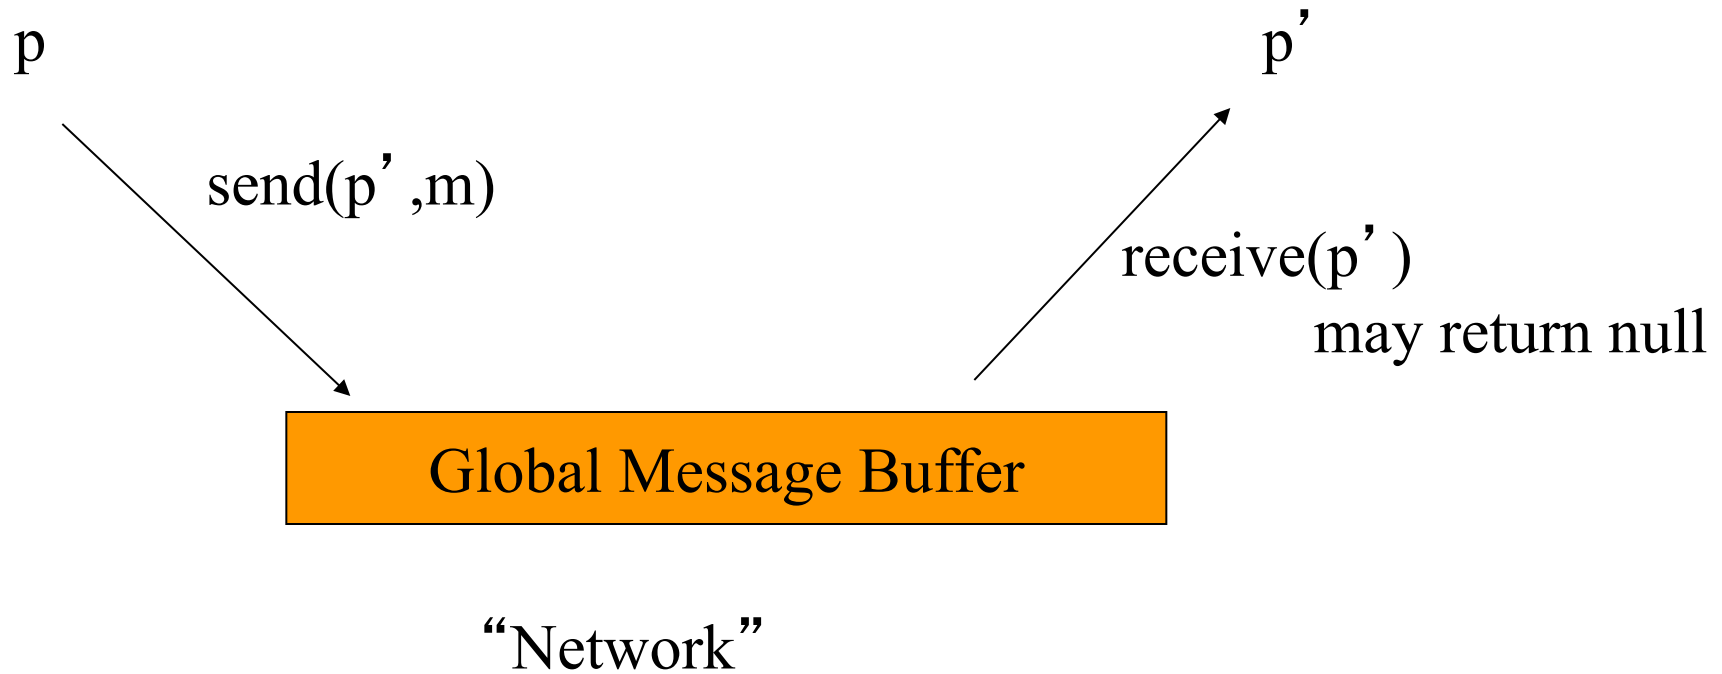 p
p’
send(p’,m)
receive(p’)
may return null
Global Message Buffer
“Network”